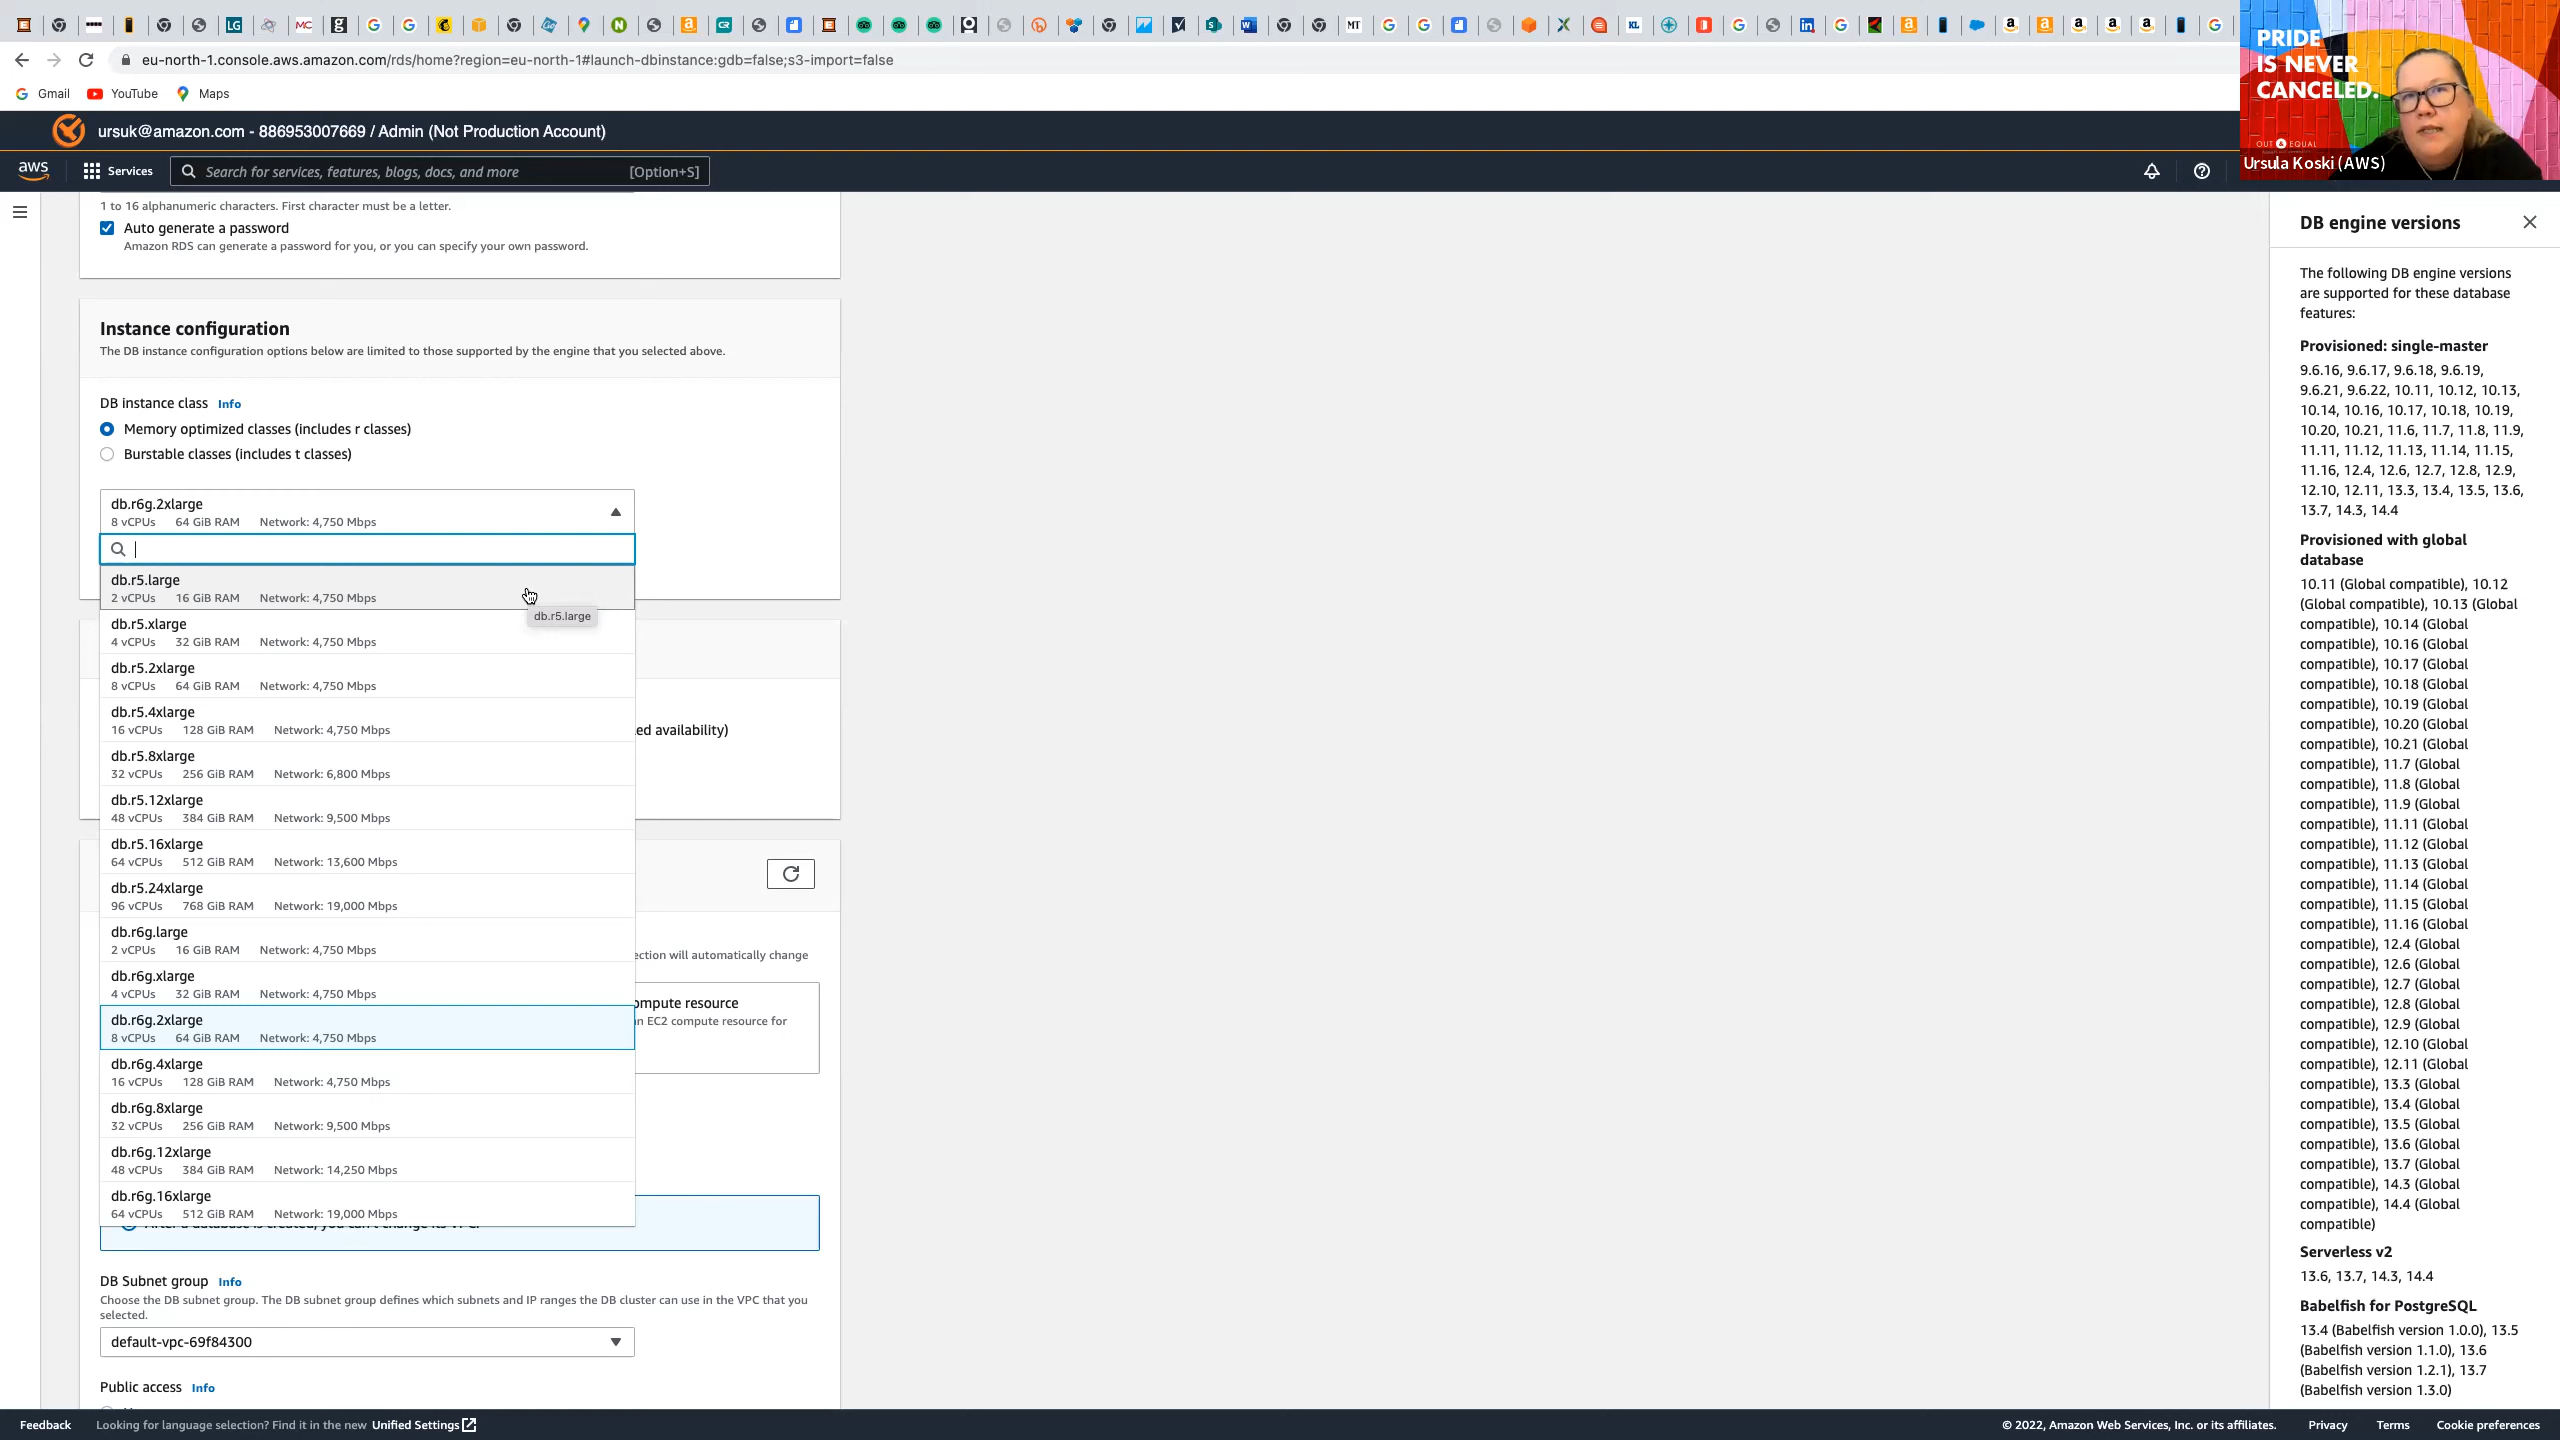 eu-north-1.console.aws.amazon.com/rds/home?region=eu-north-1#launch-dbinstance:gdb=false;s3-import=false
Gmail YouTube Maps
PRIDE
IS NEVER
CANCELED.
OUT & EQUAL
Ursula Koski (AWS)
ursuk@amazon.com - 886953007669 / Admin (Not Production Account)
aws Services Search for services, features, blogs, docs, and more [Option+S]
1 to 16 alphanumeric characters. First character must be a letter.
Auto generate a password
Amazon RDS can generate a password for you, or you can specify your own password.
Instance configuration
The DB instance configuration options below are limited to those supported by the engine that you selected above.
DB instance class Info
Memory optimized classes (includes r classes)
Burstable classes (includes t classes)
db.r6g.2xlarge
8 vCPUs 64 GiB RAM Network: 4,750 Mbps
db.r5.large
2 vCPUs 16 GiB RAM Network: 4,750 Mbps
db.r5.large
db.r5.xlarge
4 vCPUs 32 GiB RAM Network: 4,750 Mbps
db.r5.2xlarge
8 vCPUs 64 GiB RAM Network: 4,750 Mbps
db.r5.4xlarge
16 vCPUs 128 GiB RAM Network: 4,750 Mbps
ed availability)
db.r5.8xlarge
32 vCPUs 256 GiB RAM Network: 6,800 Mbps
db.r5.12xlarge
48 vCPUs 384 GiB RAM Network: 9,500 Mbps
db.r5.16xlarge
64 vCPUs 512 GiB RAM Network: 13,600 Mbps
db.r5.24xlarge
96 vCPUs 768 GiB RAM Network: 19,000 Mbps
db.r6g.large
2 vCPUs 16 GiB RAM Network: 4,750 Mbps
ection will automatically change
db.r6g.xlarge
4 vCPUs 32 GiB RAM Network: 4,750 Mbps
ompute resource
db.r6g.2xlarge
n EC2 compute resource for
8 vCPUs 64 GiB RAM Network: 4,750 Mbps
db.r6g.4xlarge
16 vCPUs 128 GiB RAM Network: 4,750 Mbps
db.r6g.8xlarge
32 vCPUs 256 GiB RAM Network: 9,500 Mbps
db.r6g.12xlarge
48 vCPUs 384 GiB RAM Network: 14,250 Mbps
db.r6g.16xlarge
64 vCPUs 512 GiB RAM Network: 19,000 Mbps
After a database is created, you can't change its VPC.
DB Subnet group Info
Choose the DB subnet group. The DB subnet group defines which subnets and IP ranges the DB cluster can use in the VPC that you
selected.
default-vpc-69f84300
Public access Info
DB engine versions
The following DB engine versions
are supported for these database
features:
Provisioned: single-master
9.6.16, 9.6.17, 9.6.18, 9.6.19,
9.6.21, 9.6.22, 10.11, 10.12, 10.13,
10.14, 10.16, 10.17, 10.18, 10.19,
10.20, 10.21, 11.6, 11.7, 11.8, 11.9,
11.11, 11.12, 11.13, 11.14, 11.15,
11.16, 12.4, 12.6, 12.7, 12.8, 12.9,
12.10, 12.11, 13.3, 13.4, 13.5, 13.6,
13.7, 14.3, 14.4
Provisioned with global
database
10.11 (Global compatible), 10.12
(Global compatible), 10.13 (Global
compatible), 10.14 (Global
compatible), 10.16 (Global
compatible), 10.17 (Global
compatible), 10.18 (Global
compatible), 10.19 (Global
compatible), 10.20 (Global
compatible), 10.21 (Global
compatible), 11.7 (Global
compatible), 11.8 (Global
compatible), 11.9 (Global
compatible), 11.11 (Global
compatible), 11.12 (Global
compatible), 11.13 (Global
compatible), 11.14 (Global
compatible), 11.15 (Global
compatible), 11.16 (Global
compatible), 12.4 (Global
compatible), 12.6 (Global
compatible), 12.7 (Global
compatible), 12.8 (Global
compatible), 12.9 (Global
compatible), 12.10 (Global
compatible), 12.11 (Global
compatible), 13.3 (Global
compatible), 13.4 (Global
compatible), 13.5 (Global
compatible), 13.6 (Global
compatible), 13.7 (Global
compatible), 14.3 (Global
compatible), 14.4 (Global
compatible)
Serverless v2
13.6, 13.7, 14.3, 14.4
Babelfish for PostgreSQL
13.4 (Babelfish version 1.0.0), 13.5
(Babelfish version 1.1.0), 13.6
(Babelfish version 1.2.1), 13.7
(Babelfish version 1.3.0)
Feedback Looking for language selection? Find it in the new Unified Settings © 2022, Amazon Web Services, Inc. or its affiliates. Privacy Terms Cookie preferences